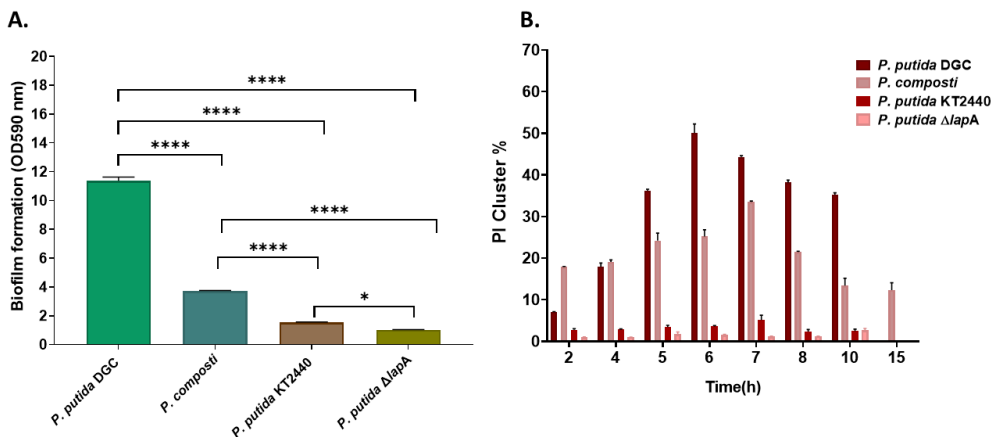 A.
B.
Biofilm formation (OD590 nm)
20
18
16
14
12
10
8
6
4
2
0
****
****
****
****
****
*
P. putida DGC
P. composti
P. putida KT2440
P. putida ΔlapA
PI Cluster %
70
60
50
40
30
20
10
0
P. putida DGC
P. composti
P. putida KT2440
P. putida ΔlapA
2 4 5 6 7 8 10 15
Time(h)